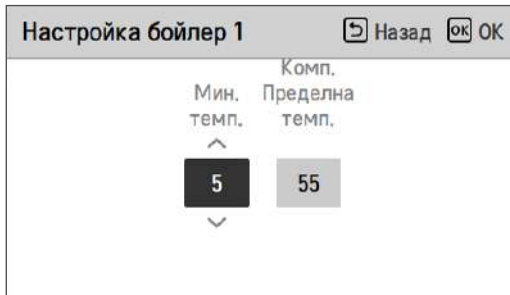 Настройка бойлер 1
Назад
OK OK
Комп.
Мин. Пределна
темп. темп.
5 55